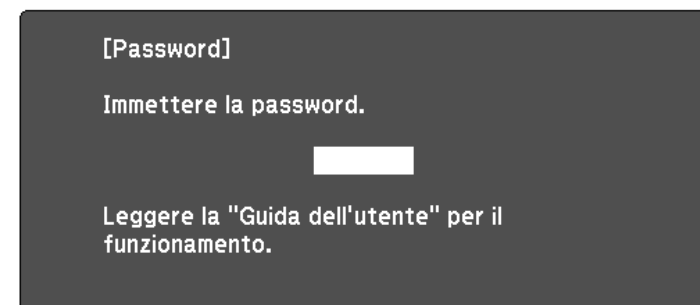 [Password]
Immettere la password.
Leggere la "Guida dell'utente" per il
funzionamento.